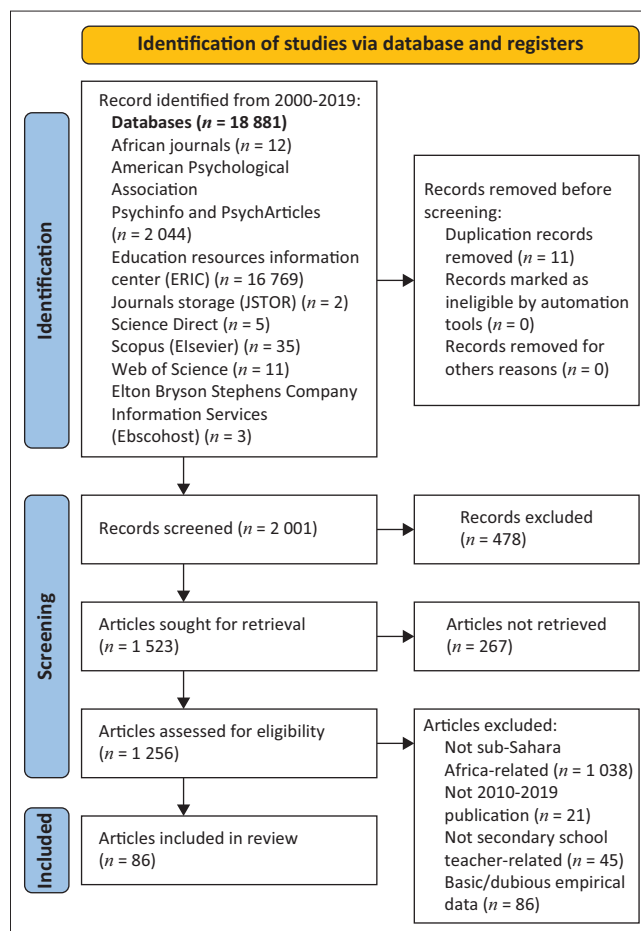 Identification of studies via database and registers
Identification
Record identified from 2000-2019:
Databases (n = 18 881)
African journals (n = 12)
American Psychological
Association
Psychinfo and PsychArticles
(n = 2 044)
Education resources information
center (ERIC) (n = 16 769)
Journals storage (JSTOR) (n = 2)
Science Direct (n = 5)
Scopus (Elsevier) (n = 35)
Web of Science (n = 11)
Elton Bryson Stephens Company
Information Services
(Ebscohost) (n = 3)
Records removed before
screening:
Duplication records
removed (n = 11)
Records marked as
ineligible by automation
tools (n = 0)
Records removed for
others reasons (n = 0)
Screening
Records screened (n = 2 001)
Records excluded
(n = 478)
Articles sought for retrieval
(n = 1 523)
Articles not retrieved
(n = 267)
Articles assessed for eligibility
(n = 1 256)
Articles excluded:
Not sub-Sahara
Africa-related (n = 1 038)
Not 2010-2019
publication (n = 21)
Not secondary school
teacher-related (n = 45)
Basic/dubious empirical
data (n = 86)
Included
Articles included in review
(n = 86)